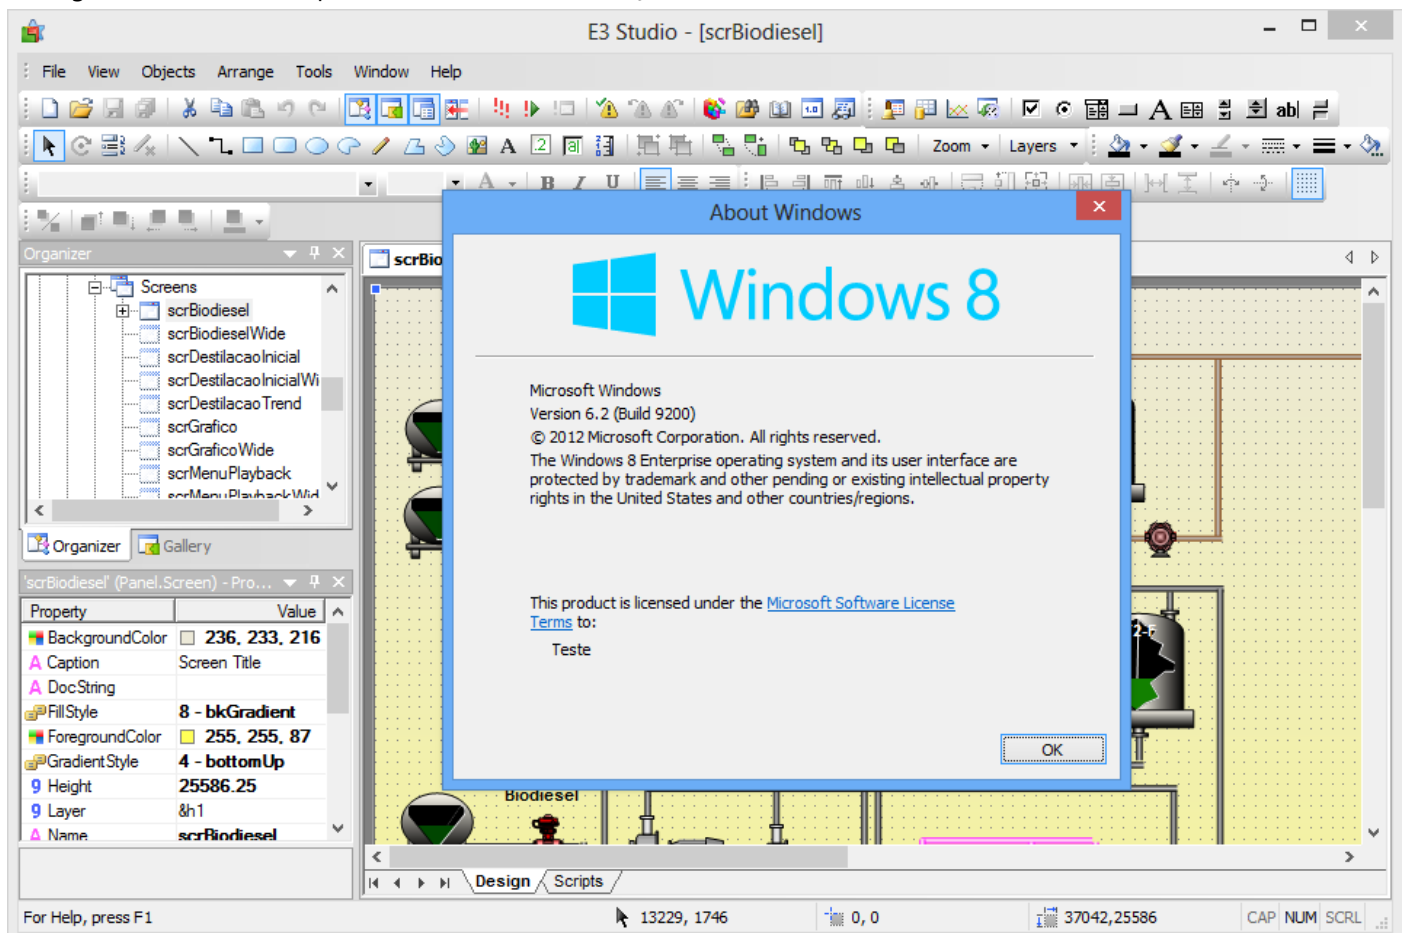 E3 Studio - [scrBiodiesel]
File View Objects Arrange Tools Window Help
Zoom Layers
B I U
Organizer
Screens
scrBiodiesel
scrBiodieselWide
scrDestilacaoInicial
scrDestilacaoInicialWi
scrDestilacaoTrend
scrGrafico
scrGraficoWide
scrMenuPlayback
scrMenuPlaybackWid
Organizer Gallery
'scrBiodiesel' (Panel.Screen) - Pro...
Property Value
BackgroundColor 236, 233, 216
Caption Screen Title
DocString
FillStyle 8 - bkGradient
ForegroundColor 255, 255, 87
GradientStyle 4 - bottomUp
Height 25586.25
Layer &h1
Name scrBiodiesel
scrBio
About Windows
Windows 8
Microsoft Windows
Version 6.2 (Build 9200)
© 2012 Microsoft Corporation. All rights reserved.
The Windows 8 Enterprise operating system and its user interface are
protected by trademark and other pending or existing intellectual property
rights in the United States and other countries/regions.
This product is licensed under the Microsoft Software License
Terms to:
Teste
OK
2-F
Biodiesel
Design Scripts
For Help, press F1
13229, 1746
0, 0
37042,25586
CAP NUM SCRL